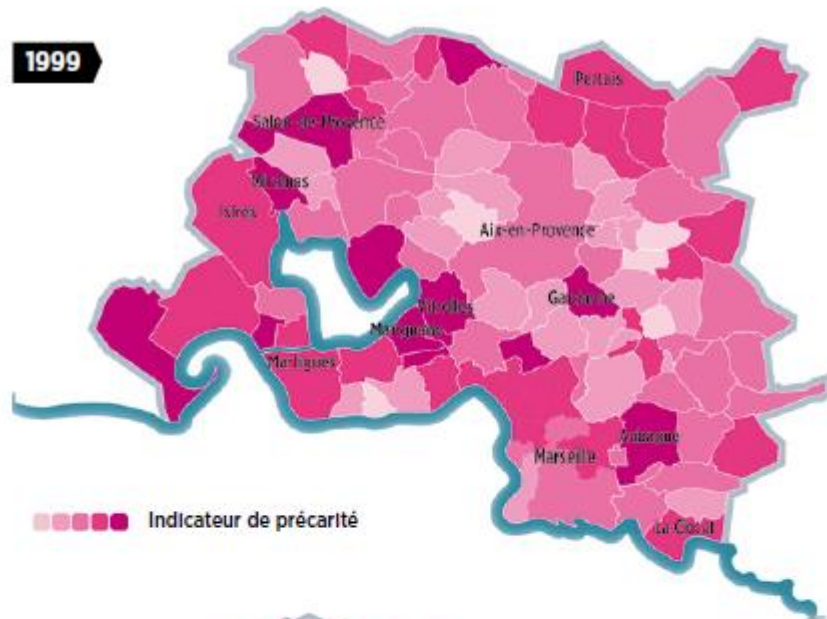 1999
Pertuis
Salon-de-Provence
Miramas
Istres
Aix-en-Provence
Gardanne
Vitrolles
Marignane
Martigues
Aubagne
Marseille
La Ciotat
Indicateur de précarité